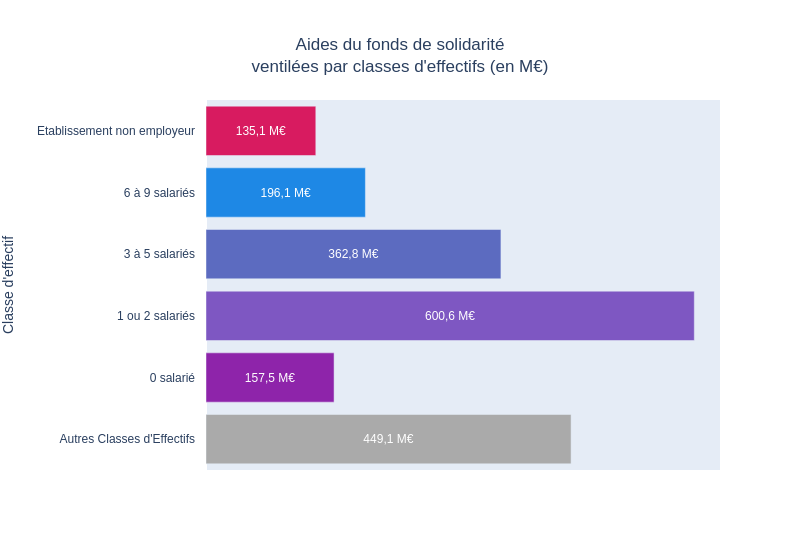 Aides du fonds de solidarité
ventilées par classes d'effectifs (en M€)
Classe d'effectif
Etablissement non employeur
135,1 M€
6 à 9 salariés
196,1 M€
3 à 5 salariés
362,8 M€
1 ou 2 salariés
600,6 M€
0 salarié
157,5 M€
Autres Classes d'Effectifs
449,1 M€